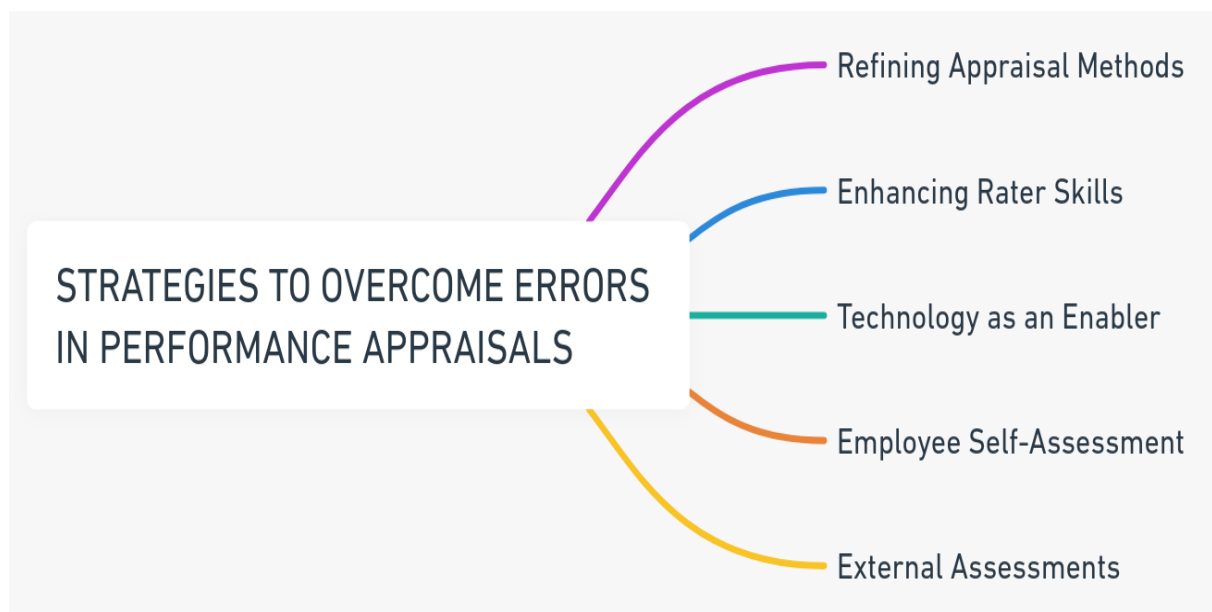 STRATEGIES TO OVERCOME ERRORS
IN PERFORMANCE APPRAISALS
Refining Appraisal Methods
Enhancing Rater Skills
Technology as an Enabler
Employee Self-Assessment
External Assessments